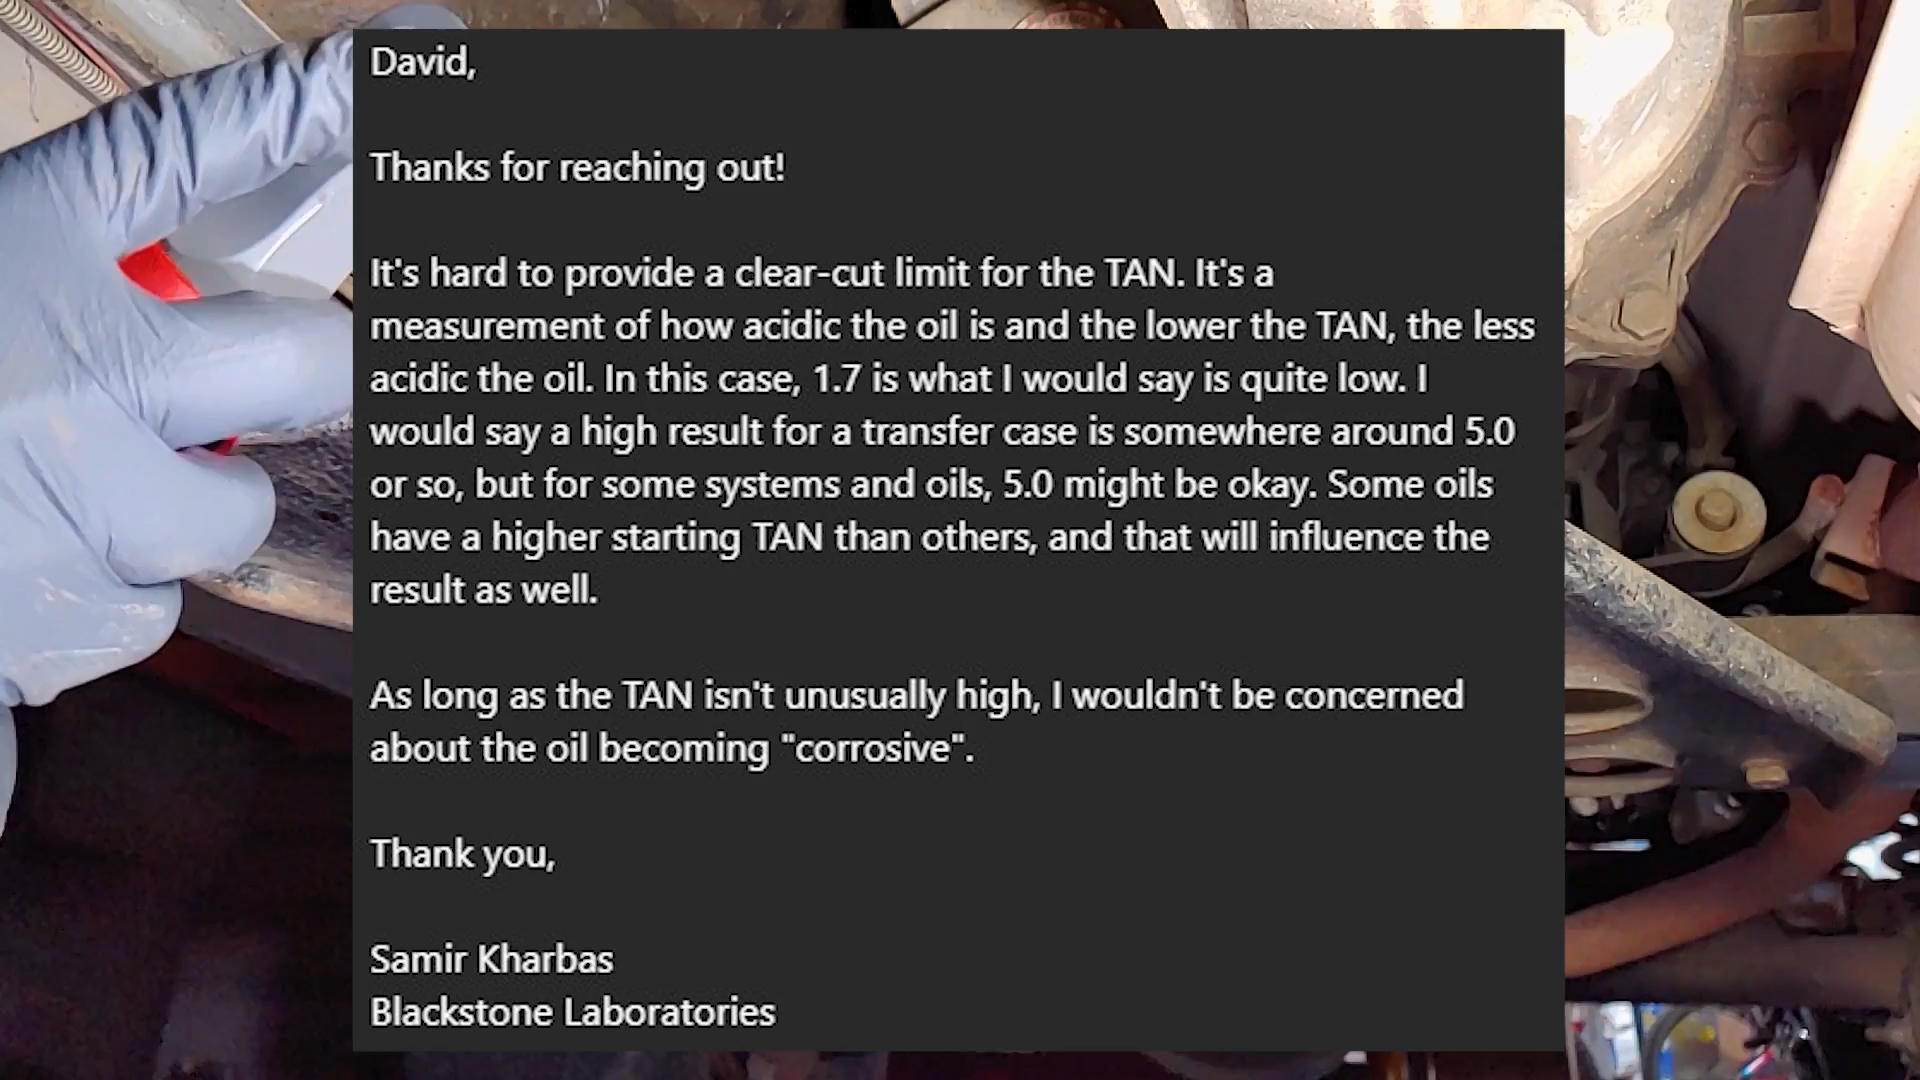 David,
Thanks for reaching out!
It's hard to provide a clear-cut limit for the TAN. It's a
measurement of how acidic the oil is and the lower the TAN, the less
acidic the oil. In this case, 1.7 is what I would say is quite low. I
would say a high result for a transfer case is somewhere around 5.0
or so, but for some systems and oils, 5.0 might be okay. Some oils
have a higher starting TAN than others, and that will influence the
result as well.
As long as the TAN isn't unusually high, I wouldn't be concerned
about the oil becoming "corrosive".
Thank you,
Samir Kharbas
Blackstone Laboratories